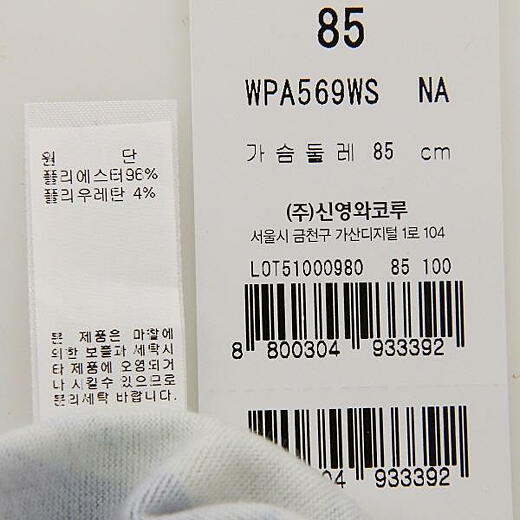 원 단
폴리에스터96%
폴리우레탄 4%
본 제품은 마찰에
의한 보풀과 세탁시
타 제품에 오염되거
나 시킬수 있으므로
분리세탁 바랍니다.
85
WPA569WS NA
가슴둘레 85 cm
(주)신영와코루
서울시 금천구 가산디지털 1로 104
LOT51000980 85 100
8 800304 933392
04 933392